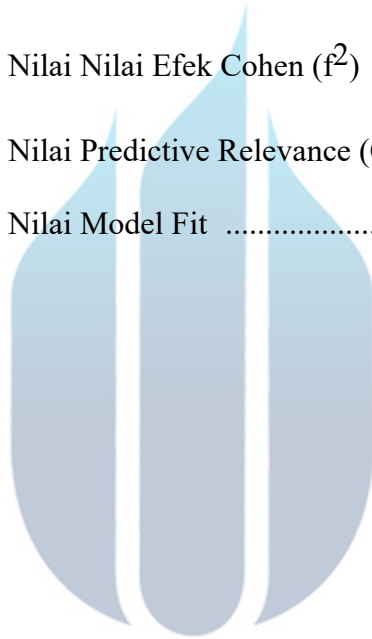 Nilai Nilai Efek Cohen (f²)
Nilai Predictive Relevance (
Nilai Model Fit ..................